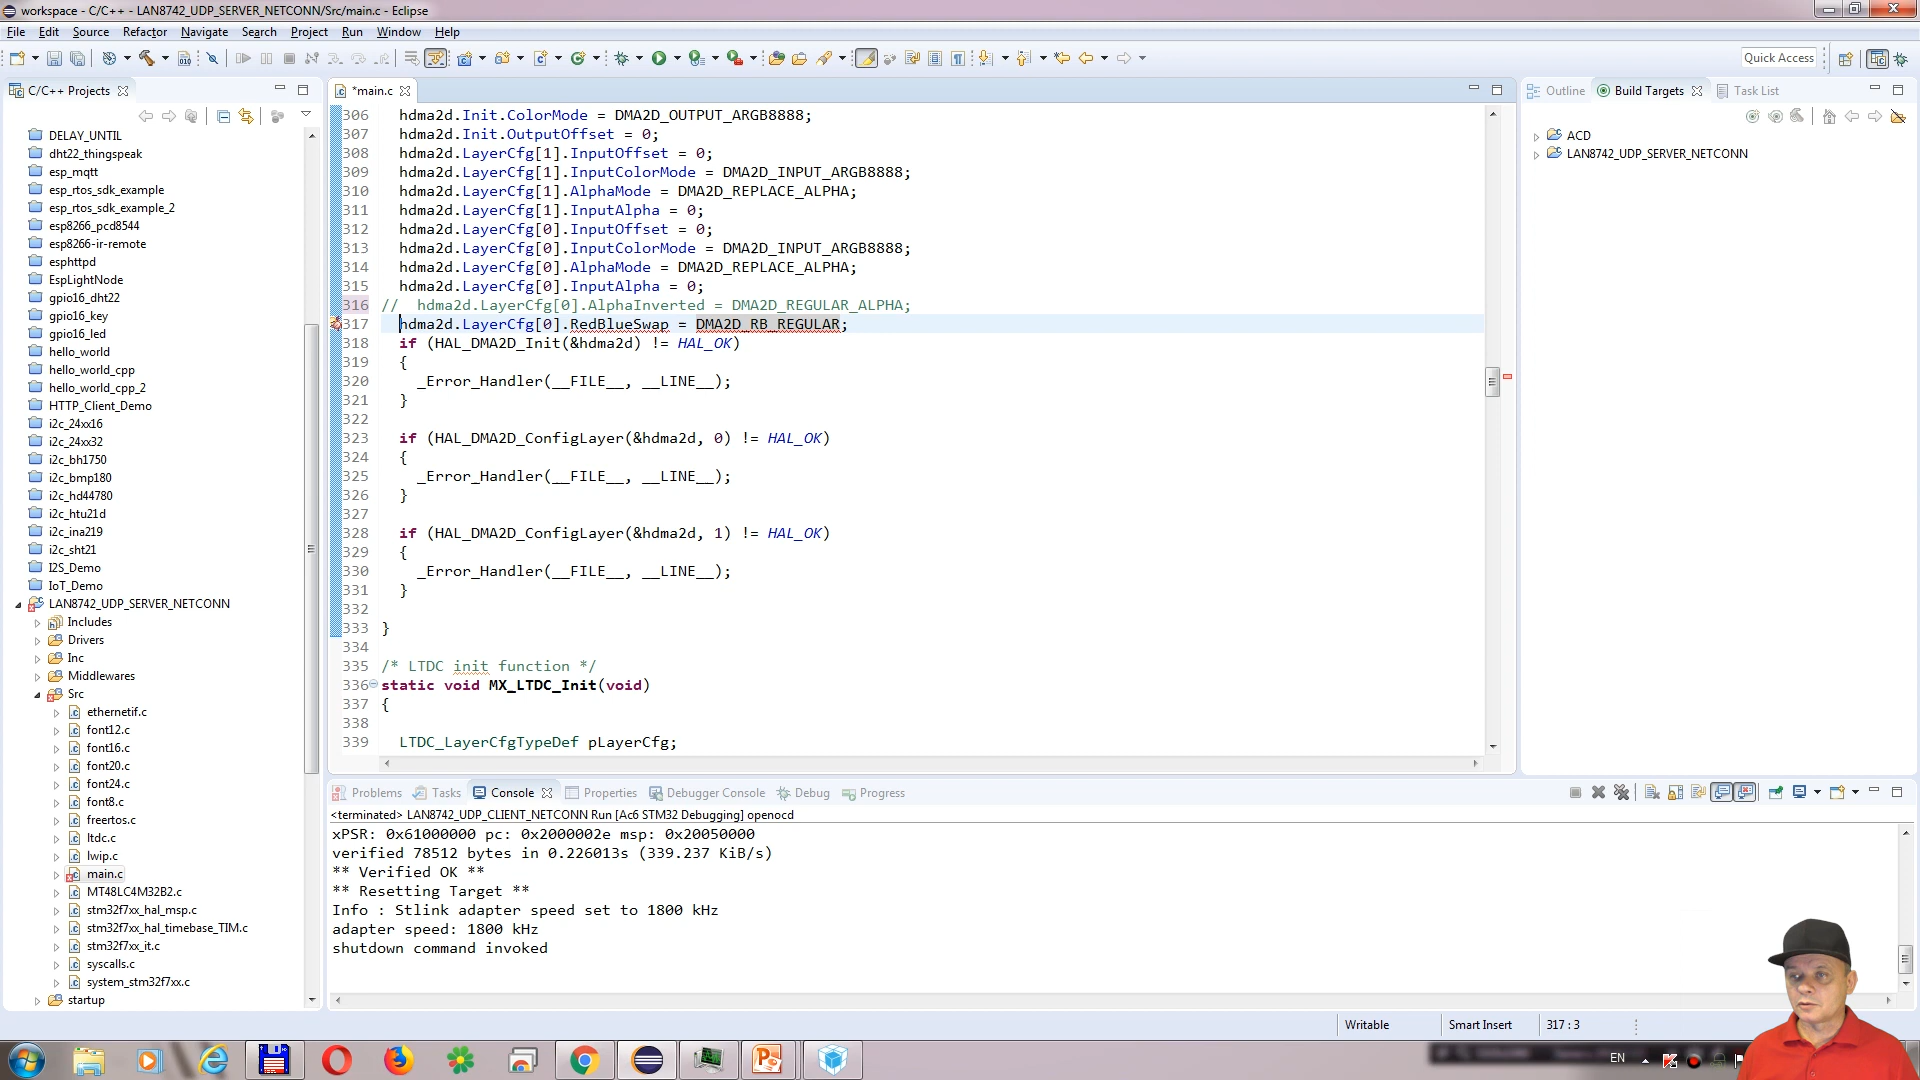 workspace - C/C++ - LAN8742_UDP_SERVER_NETCONN/Src/main.c - Eclipse
File Edit Source Refactor Navigate Search Project Run Window Help
Quick Access
C/C++ Projects
DELAY_UNTIL
dht22_thingspeak
esp_mqtt
esp_rtos_sdk_example
esp_rtos_sdk_example_2
esp8266_pcd8544
esp8266-ir-remote
esphttpd
EspLightNode
gpio16_dht22
gpio16_key
gpio16_led
hello_world
hello_world_cpp
hello_world_cpp_2
HTTP_Client_Demo
i2c_24xx16
i2c_24xx32
i2c_bh1750
i2c_bmp180
i2c_hd44780
i2c_htu21d
i2c_ina219
i2c_sht21
I2S_Demo
IoT_Demo
LAN8742_UDP_SERVER_NETCONN
Includes
Drivers
Inc
Middlewares
Src
ethernetif.c
font12.c
font16.c
font20.c
font24.c
font8.c
freertos.c
ltdc.c
lwip.c
main.c
MT48LC4M32B2.c
stm32f7xx_hal_msp.c
stm32f7xx_hal_timebase_TIM.c
stm32f7xx_it.c
syscalls.c
system_stm32f7xx.c
startup
*main.c
306 hdma2d.Init.ColorMode = DMA2D_OUTPUT_ARGB8888;
307 hdma2d.Init.OutputOffset = 0;
308 hdma2d.LayerCfg[1].InputOffset = 0;
309 hdma2d.LayerCfg[1].InputColorMode = DMA2D_INPUT_ARGB8888;
310 hdma2d.LayerCfg[1].AlphaMode = DMA2D_REPLACE_ALPHA;
311 hdma2d.LayerCfg[1].InputAlpha = 0;
312 hdma2d.LayerCfg[0].InputOffset = 0;
313 hdma2d.LayerCfg[0].InputColorMode = DMA2D_INPUT_ARGB8888;
314 hdma2d.LayerCfg[0].AlphaMode = DMA2D_REPLACE_ALPHA;
315 hdma2d.LayerCfg[0].InputAlpha = 0;
316 // hdma2d.LayerCfg[0].AlphaInverted = DMA2D_REGULAR_ALPHA;
317 hdma2d.LayerCfg[0].RedBlueSwap = DMA2D_RB_REGULAR;
318 if (HAL_DMA2D_Init(&hdma2d) != HAL_OK)
319 {
320 _Error_Handler(__FILE__, __LINE__);
321 }
322
323 if (HAL_DMA2D_ConfigLayer(&hdma2d, 0) != HAL_OK)
324 {
325 _Error_Handler(__FILE__, __LINE__);
326 }
327
328 if (HAL_DMA2D_ConfigLayer(&hdma2d, 1) != HAL_OK)
329 {
330 _Error_Handler(__FILE__, __LINE__);
331 }
332
333 }
334
335 /* LTDC init function */
336 static void MX_LTDC_Init(void)
337 {
338
339 LTDC_LayerCfgTypeDef pLayerCfg;
Outline Build Targets Task List
ACD
LAN8742_UDP_SERVER_NETCONN
Problems Tasks Console Properties Debugger Console Debug Progress
<terminated> LAN8742_UDP_CLIENT_NETCONN Run [Ac6 STM32 Debugging] openocd
xPSR: 0x61000000 pc: 0x2000002e msp: 0x20050000
verified 78512 bytes in 0.226013s (339.237 KiB/s)
** Verified OK **
** Resetting Target **
Info : Stlink adapter speed set to 1800 kHz
adapter speed: 1800 kHz
shutdown command invoked
Writable Smart Insert 317 : 3
EN